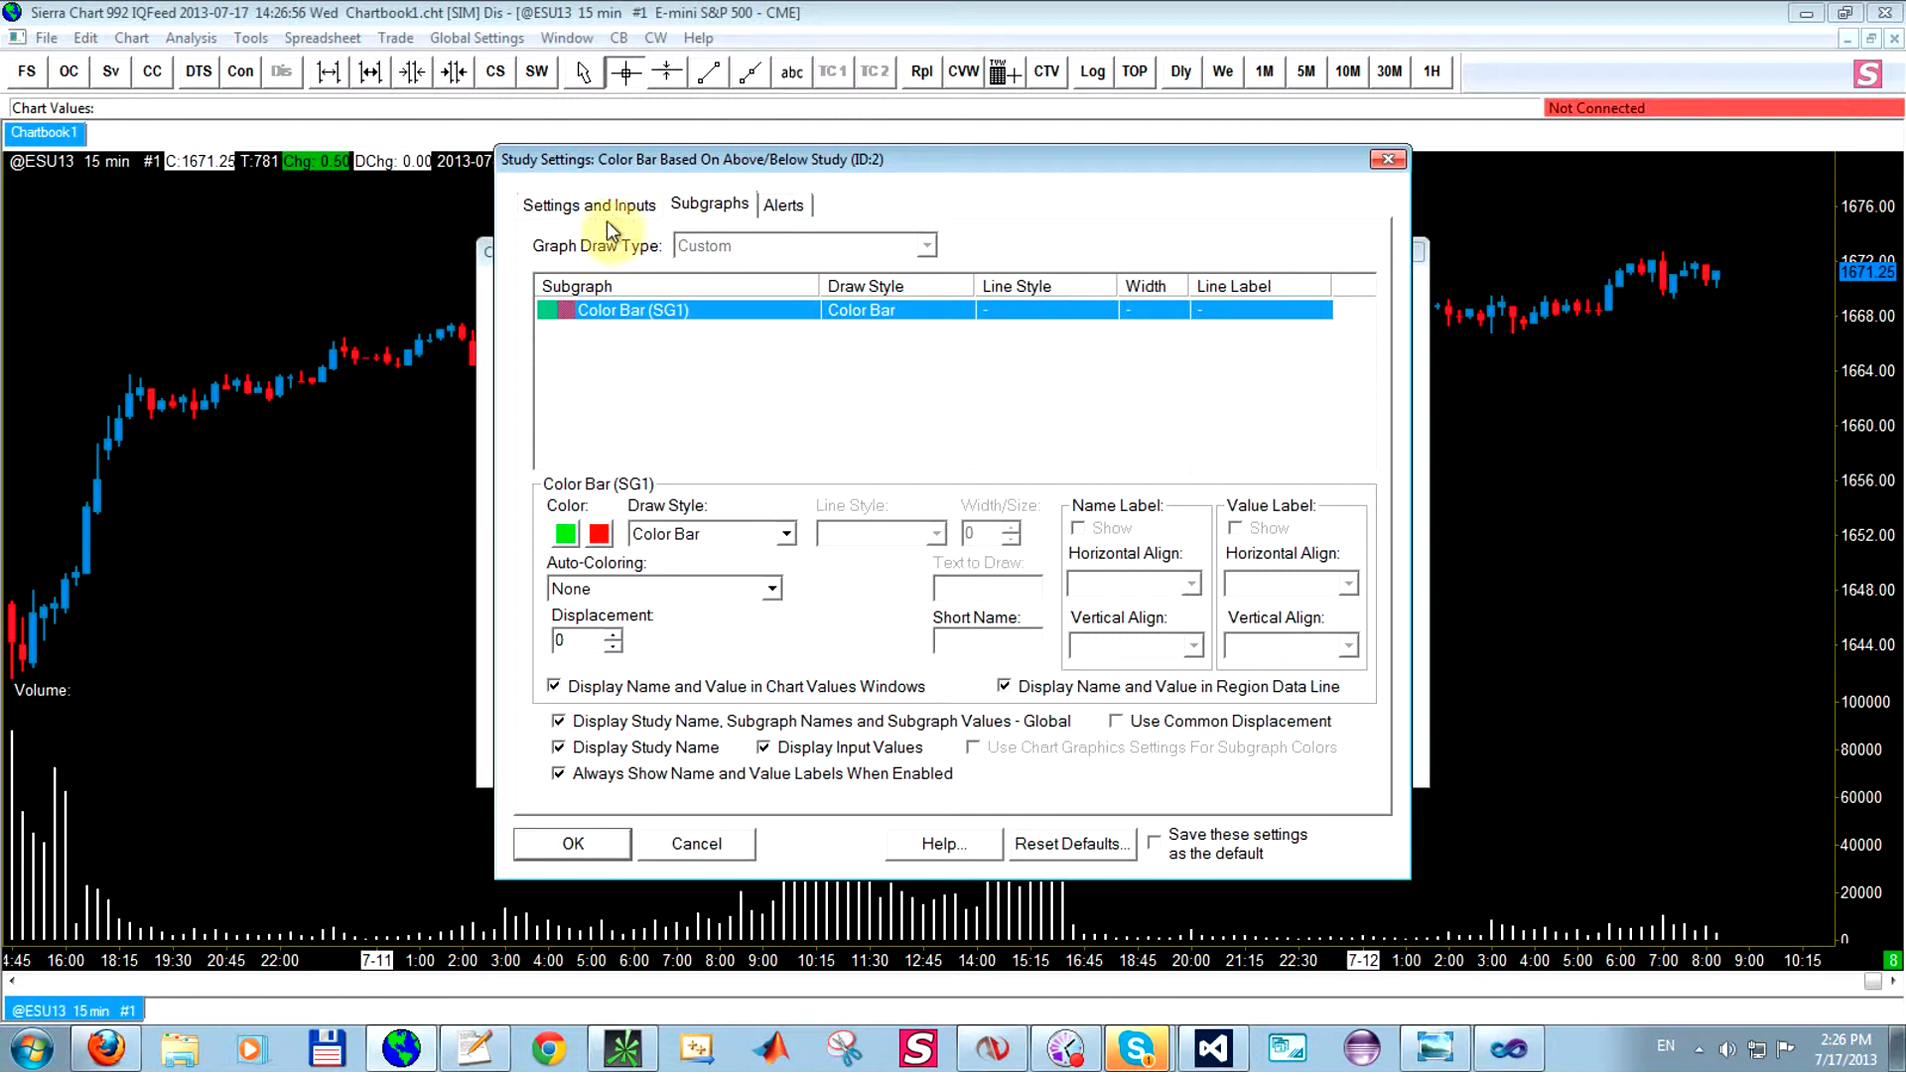 Sierra Chart 992 IQFeed 2013-07-17 14:26:56 Wed Chartbook1.cht [SIM] Dis - [@ESU13 15 min #1 E-mini S&P 500 - CME]
File Edit Chart Analysis Tools Spreadsheet Trade Global Settings Window CB CW Help
FS OC Sv CC DTS Con Dis CS SW abc TC 1 TC 2 Rpl CVW TVW CTV Log TOP Dly We 1M 5M 10M 30M 1H
Chart Values: Not Connected
Chartbook1
@ESU13 15 min #1 C:1671.25 T:781 Chg: 0.50 DChg: 0.00 2013-07
Study Settings: Color Bar Based On Above/Below Study (ID:2)
Settings and Inputs Subgraphs Alerts
Graph Draw Type: Custom
Subgraph Draw Style Line Style Width Line Label
Color Bar (SG1) Color Bar - - -
Color Bar (SG1)
Color: Draw Style: Line Style: Width/Size: Name Label: Value Label:
Color Bar 0 Show Show
Auto-Coloring: Text to Draw: Horizontal Align: Horizontal Align:
None
Displacement: Short Name: Vertical Align: Vertical Align:
0
Display Name and Value in Chart Values Windows Display Name and Value in Region Data Line
Display Study Name, Subgraph Names and Subgraph Values - Global Use Common Displacement
Display Study Name Display Input Values Use Chart Graphics Settings For Subgraph Colors
Always Show Name and Value Labels When Enabled
OK Cancel Help... Reset Defaults... Save these settings
as the default
1676.00
1672.00
1671.25
1668.00
1664.00
1660.00
1656.00
1652.00
1648.00
1644.00
Volume:
100000
80000
60000
40000
20000
0
4:45 16:00 18:15 19:30 20:45 22:00 7-11 1:00 2:00 3:00 4:00 5:00 6:00 7:00 8:00 9:00 10:15 11:30 12:45 14:00 15:15 16:45 18:45 20:00 21:15 22:30 7-12 1:00 2:00 3:00 4:00 5:00 6:00 7:00 8:00 9:00 10:15 8
@ESU13 15 min #1
EN 2:26 PM
7/17/2013